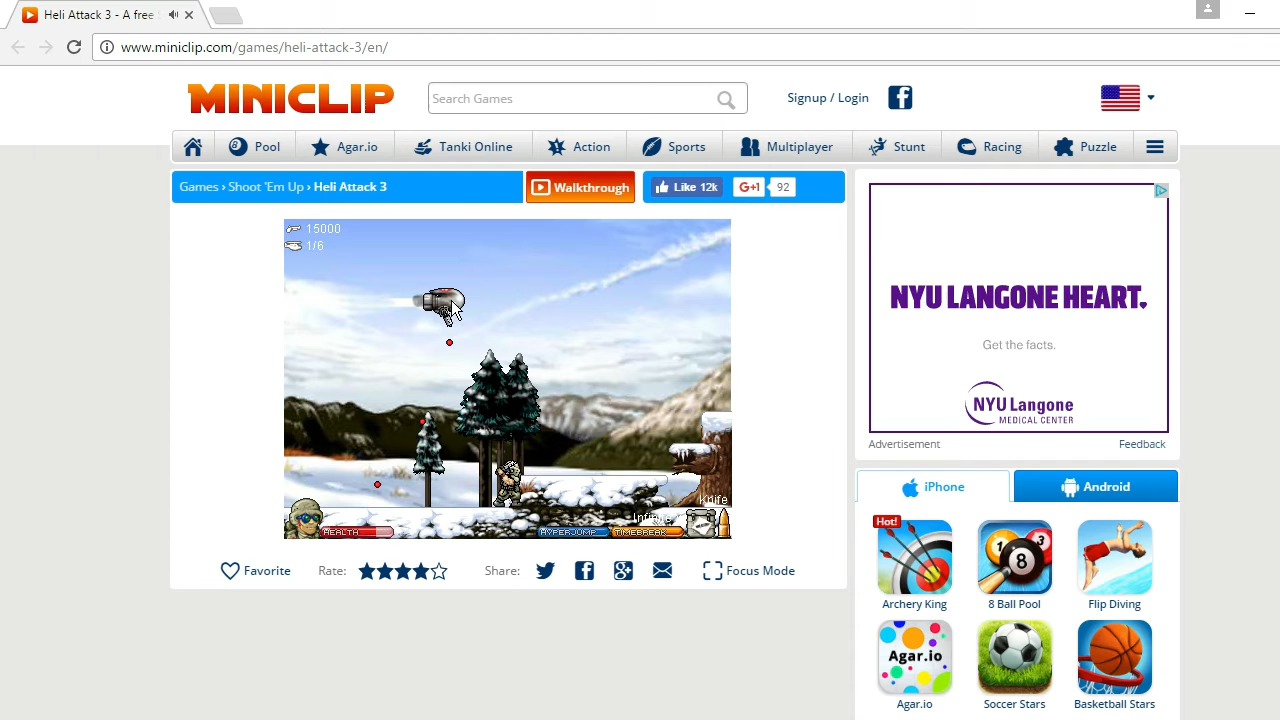 Heli Attack 3 - A free
www.miniclip.com/games/heli-attack-3/en/
MINICLIP
Search Games
Signup / Login
Pool
Agar.io
Tanki Online
Action
Sports
Multiplayer
Stunt
Racing
Puzzle
Games › Shoot 'Em Up › Heli Attack 3
Walkthrough
Like 12k
G+1
92
15000
1/6
Knife
HEALTH
HYPERJUMP
TIMEBREAK
Favorite
Rate:
Share:
Focus Mode
NYU LANGONE HEART.
Get the facts.
NYU Langone
MEDICAL CENTER
Advertisement
Feedback
iPhone
Android
Hot!
Archery King
8 Ball Pool
Flip Diving
Agar.io
Agar.io
Soccer Stars
Basketball Stars